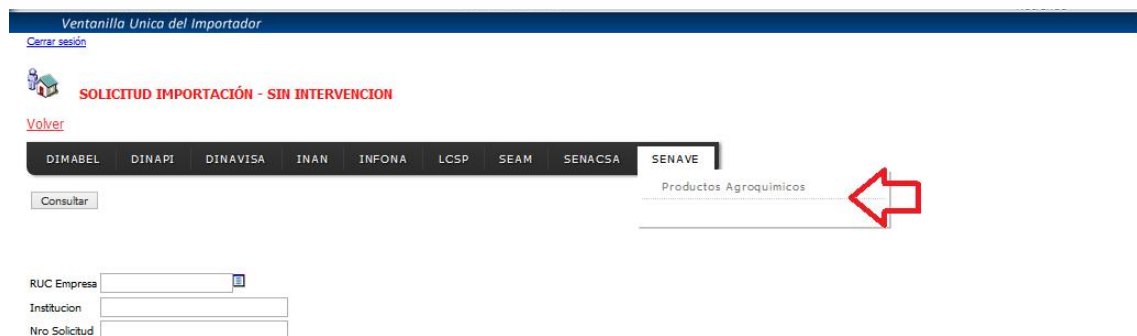 Ventanilla Unica del Importador
Cerrar sesión
SOLICITUD IMPORTACIÓN - SIN INTERVENCION
Volver
DIMABEL DINAPI DINAVISA INAN INFONA LCSP SEAM SENACSA SENAVE
Productos Agroquimicos
Consultar
RUC Empresa
Institucion
Nro Solicitud